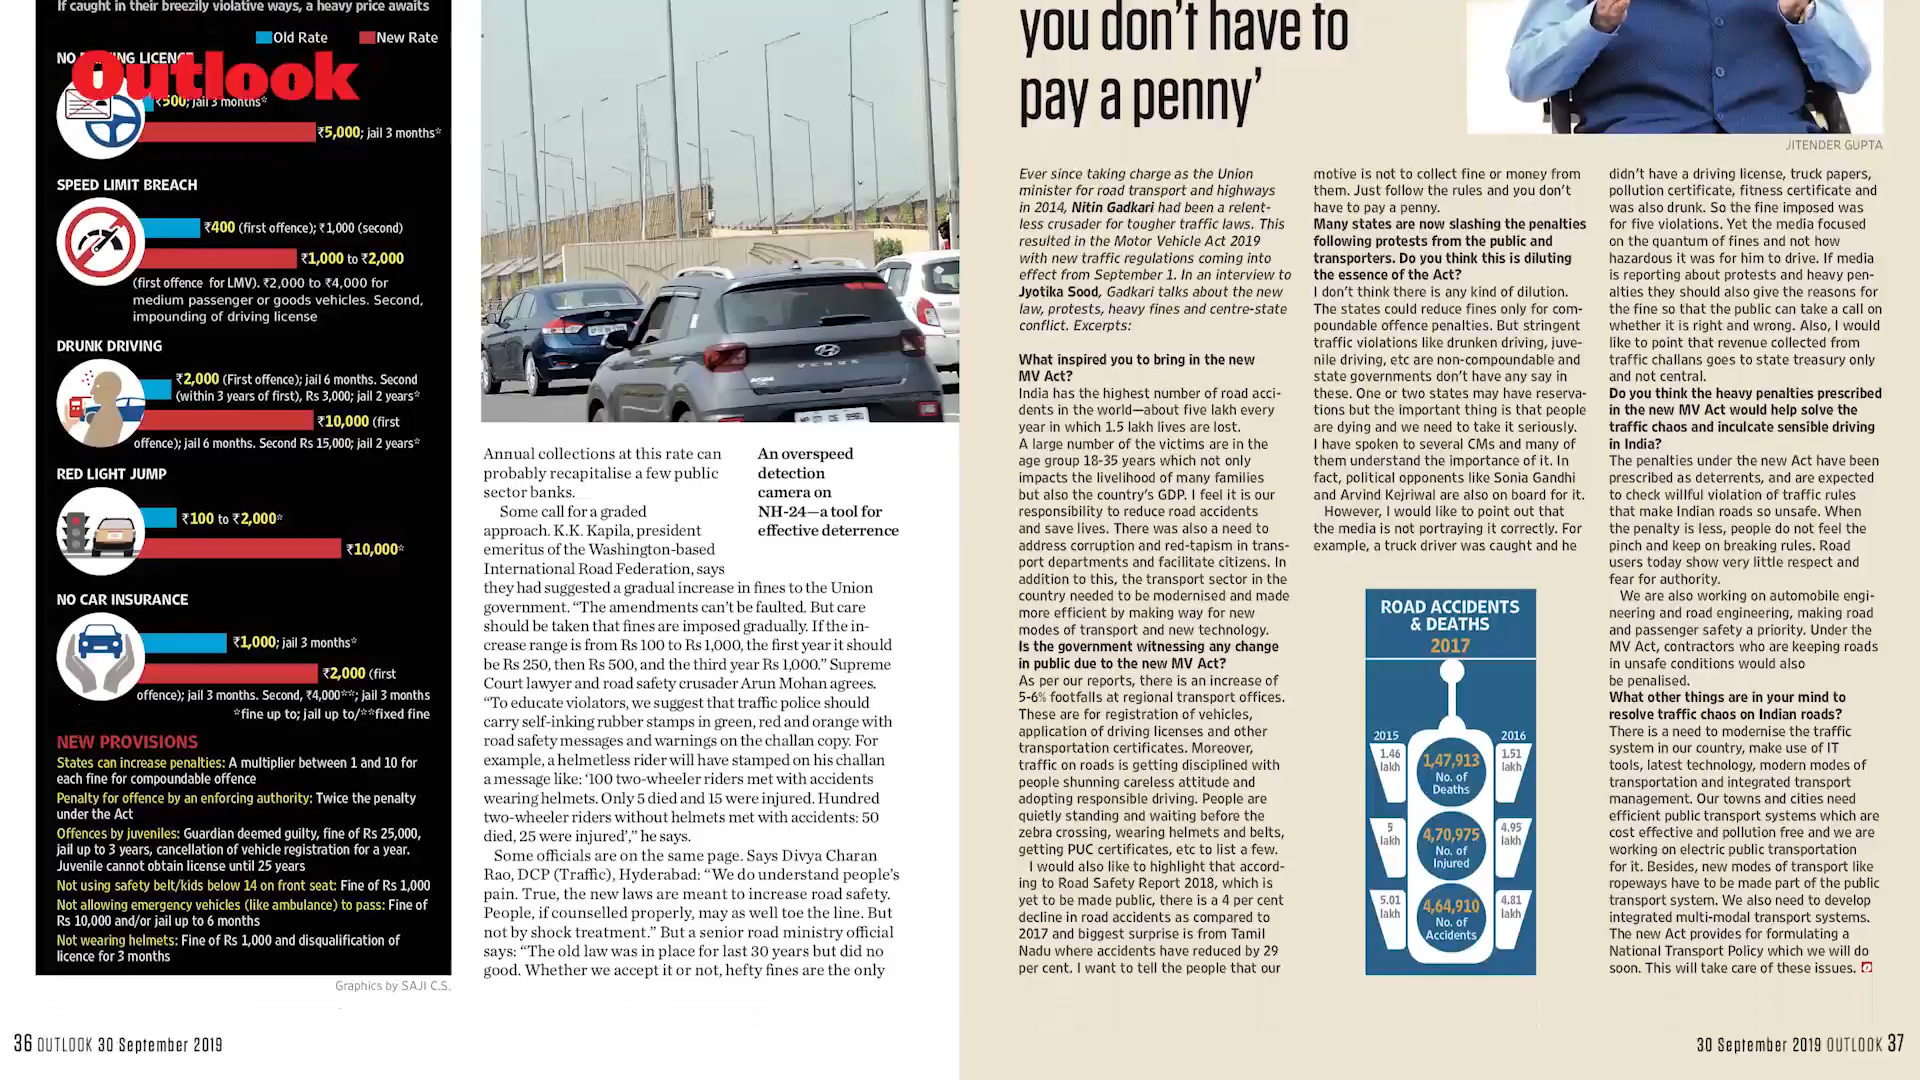 If caught in their breezily violative ways, a heavy price awaits
Old Rate
New Rate
Outlook
₹500; jail 3 months*
₹5,000; jail 3 months*
SPEED LIMIT BREACH
₹400 (first offence); ₹1,000 (second)
₹1,000 to ₹2,000
(first offence for LMV). ₹2,000 to ₹4,000 for
medium passenger or goods vehicles. Second,
impounding of driving license
DRUNK DRIVING
₹2,000 (First offence); jail 6 months. Second
(within 3 years of first), Rs 3,000; jail 2 years*
₹10,000 (first
offence); jail 6 months. Second Rs 15,000; jail 2 years*
RED LIGHT JUMP
₹100 to ₹2,000*
₹10,000*
NO CAR INSURANCE
₹1,000; jail 3 months*
₹2,000 (first
offence); jail 3 months. Second, ₹4,000**; jail 3 months
*fine up to; jail up to/**fixed fine
NEW PROVISIONS
States can increase penalties: A multiplier between 1 and 10 for
each fine for compoundable offence
Penalty for offence by an enforcing authority: Twice the penalty
under the Act
Offences by juveniles: Guardian deemed guilty, fine of Rs 25,000,
jail up to 3 years, cancellation of vehicle registration for a year.
Juvenile cannot obtain license until 25 years
Not using safety belt/kids below 14 on front seat: Fine of Rs 1,000
Not allowing emergency vehicles (like ambulance) to pass: Fine of
Rs 10,000 and/or jail up to 6 months
Not wearing helmets: Fine of Rs 1,000 and disqualification of
licence for 3 months
Graphics by SAJI C.S.
36 OUTLOOK 30 September 2019
VENUE
Annual collections at this rate can
probably recapitalise a few public
sector banks.
Some call for a graded
approach. K.K. Kapila, president
emeritus of the Washington-based
International Road Federation, says
they had suggested a gradual increase in fines to the Union
government. “The amendments can’t be faulted. But care
should be taken that fines are imposed gradually. If the in-
crease range is from Rs 100 to Rs 1,000, the first year it should
be Rs 250, then Rs 500, and the third year Rs 1,000.” Supreme
Court lawyer and road safety crusader Arun Mohan agrees.
“To educate violators, we suggest that traffic police should
carry self-inking rubber stamps in green, red and orange with
road safety messages and warnings on the challan copy. For
example, a helmetless rider will have stamped on his challan
a message like: ‘100 two-wheeler riders met with accidents
wearing helmets. Only 5 died and 15 were injured. Hundred
two-wheeler riders without helmets met with accidents: 50
died, 25 were injured’,” he says.
Some officials are on the same page. Says Divya Charan
Rao, DCP (Traffic), Hyderabad: “We do understand people’s
pain. True, the new laws are meant to increase road safety.
People, if counselled properly, may as well toe the line. But
not by shock treatment.” But a senior road ministry official
says: “The old law was in place for last 30 years but did no
good. Whether we accept it or not, hefty fines are the only
An overspeed
detection
camera on
NH-24—a tool for
effective deterrence
you don’t have to
pay a penny’
JITENDER GUPTA
Ever since taking charge as the Union
minister for road transport and highways
in 2014, Nitin Gadkari had been a relent-
less crusader for tougher traffic laws. This
resulted in the Motor Vehicle Act 2019
with new traffic regulations coming into
effect from September 1. In an interview to
Jyotika Sood, Gadkari talks about the new
law, protests, heavy fines and centre-state
conflict. Excerpts:
What inspired you to bring in the new
MV Act?
India has the highest number of road acci-
dents in the world—about five lakh every
year in which 1.5 lakh lives are lost.
A large number of the victims are in the
age group 18-35 years which not only
impacts the livelihood of many families
but also the country’s GDP. I feel it is our
responsibility to reduce road accidents
and save lives. There was also a need to
address corruption and red-tapism in trans-
port departments and facilitate citizens. In
addition to this, the transport sector in the
country needed to be modernised and made
more efficient by making way for new
modes of transport and new technology.
Is the government witnessing any change
in public due to the new MV Act?
As per our reports, there is an increase of
5-6% footfalls at regional transport offices.
These are for registration of vehicles,
application of driving licenses and other
transportation certificates. Moreover,
traffic on roads is getting disciplined with
people shunning careless attitude and
adopting responsible driving. People are
quietly standing and waiting before the
zebra crossing, wearing helmets and belts,
getting PUC certificates, etc to list a few.
I would also like to highlight that accord-
ing to Road Safety Report 2018, which is
yet to be made public, there is a 4 per cent
decline in road accidents as compared to
2017 and biggest surprise is from Tamil
Nadu where accidents have reduced by 29
per cent. I want to tell the people that our
motive is not to collect fine or money from
them. Just follow the rules and you don’t
have to pay a penny.
Many states are now slashing the penalties
following protests from the public and
transporters. Do you think this is diluting
the essence of the Act?
I don’t think there is any kind of dilution.
The states could reduce fines only for com-
poundable offence penalties. But stringent
traffic violations like drunken driving, juve-
nile driving, etc are non-compoundable and
state governments don’t have any say in
these. One or two states may have reserva-
tions but the important thing is that people
are dying and we need to take it seriously.
I have spoken to several CMs and many of
them understand the importance of it. In
fact, political opponents like Sonia Gandhi
and Arvind Kejriwal are also on board for it.
However, I would like to point out that
the media is not portraying it correctly. For
example, a truck driver was caught and he
ROAD ACCIDENTS
& DEATHS
2017
2015
2016
1.46
lakh
1,47,913
No. of
Deaths
1.51
lakh
5
lakh
4,70,975
No. of
Injured
4.95
lakh
5.01
lakh
4,64,910
No. of
Accidents
4.81
lakh
didn’t have a driving license, truck papers,
pollution certificate, fitness certificate and
was also drunk. So the fine imposed was
for five violations. Yet the media focused
on the quantum of fines and not how
hazardous it was for him to drive. If media
is reporting about protests and heavy pen-
alties they should also give the reasons for
the fine so that the public can take a call on
whether it is right and wrong. Also, I would
like to point that revenue collected from
traffic challans goes to state treasury only
and not central.
Do you think the heavy penalties prescribed
in the new MV Act would help solve the
traffic chaos and inculcate sensible driving
in India?
The penalties under the new Act have been
prescribed as deterrents, and are expected
to check willful violation of traffic rules
that make Indian roads so unsafe. When
the penalty is less, people do not feel the
pinch and keep on breaking rules. Road
users today show very little respect and
fear for authority.
We are also working on automobile engi-
neering and road engineering, making road
and passenger safety a priority. Under the
MV Act, contractors who are keeping roads
in unsafe conditions would also
be penalised.
What other things are in your mind to
resolve traffic chaos on Indian roads?
There is a need to modernise the traffic
system in our country, make use of IT
tools, latest technology, modern modes of
transportation and integrated transport
management. Our towns and cities need
efficient public transport systems which are
cost effective and pollution free and we are
working on electric public transportation
for it. Besides, new modes of transport like
ropeways have to be made part of the public
transport system. We also need to develop
integrated multi-modal transport systems.
The new Act provides for formulating a
National Transport Policy which we will do
soon. This will take care of these issues.
30 September 2019 OUTLOOK 37